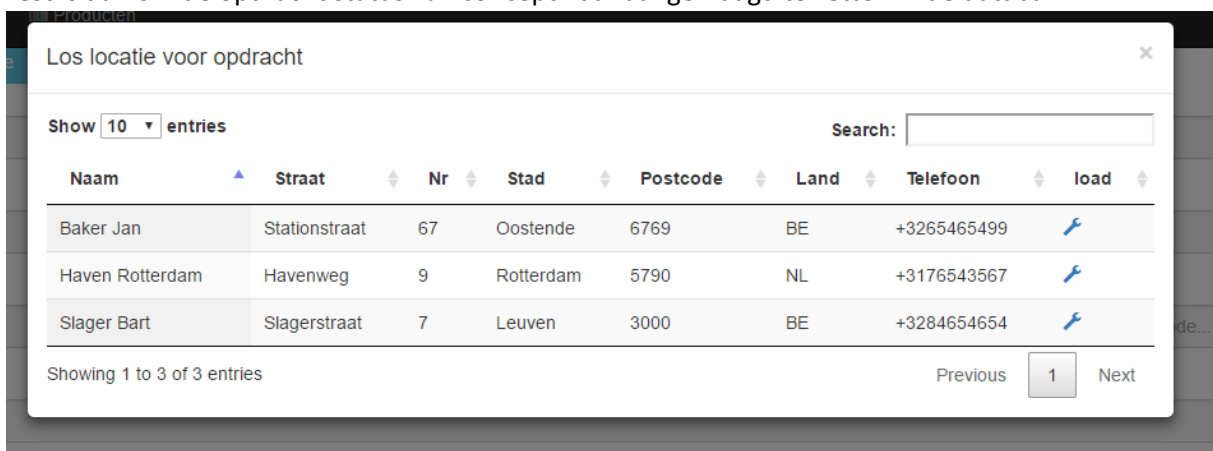 Producten
Los locatie voor opdracht ×
Show 10 entries Search:
Naam Straat Nr Stad Postcode Land Telefoon load
Baker Jan Stationstraat 67 Oostende 6769 BE +3265465499
Haven Rotterdam Havenweg 9 Rotterdam 5790 NL +3176543567
Slager Bart Slagerstraat 7 Leuven 3000 BE +3284654654
de...
Showing 1 to 3 of 3 entries Previous 1 Next